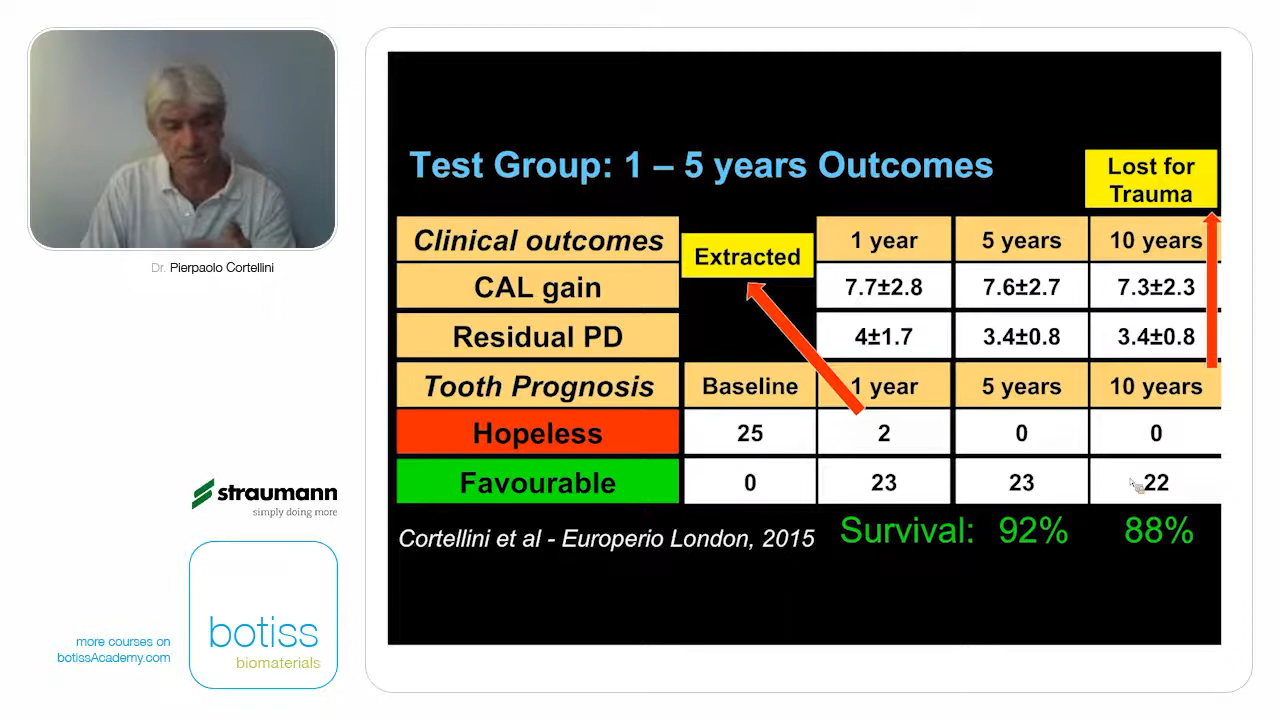 Dr. Pierpaolo Cortellini
straumann
simply doing more
more courses on
botissAcademy.com
botiss
biomaterials
Test Group: 1 – 5 years Outcomes
Lost for
Trauma
Clinical outcomes Extracted 1 year 5 years 10 years
CAL gain 7.7±2.8 7.6±2.7 7.3±2.3
Residual PD 4±1.7 3.4±0.8 3.4±0.8
Tooth Prognosis Baseline 1 year 5 years 10 years
Hopeless 25 2 0 0
Favourable 0 23 23 22
Cortellini et al - Europerio London, 2015 Survival: 92% 88%